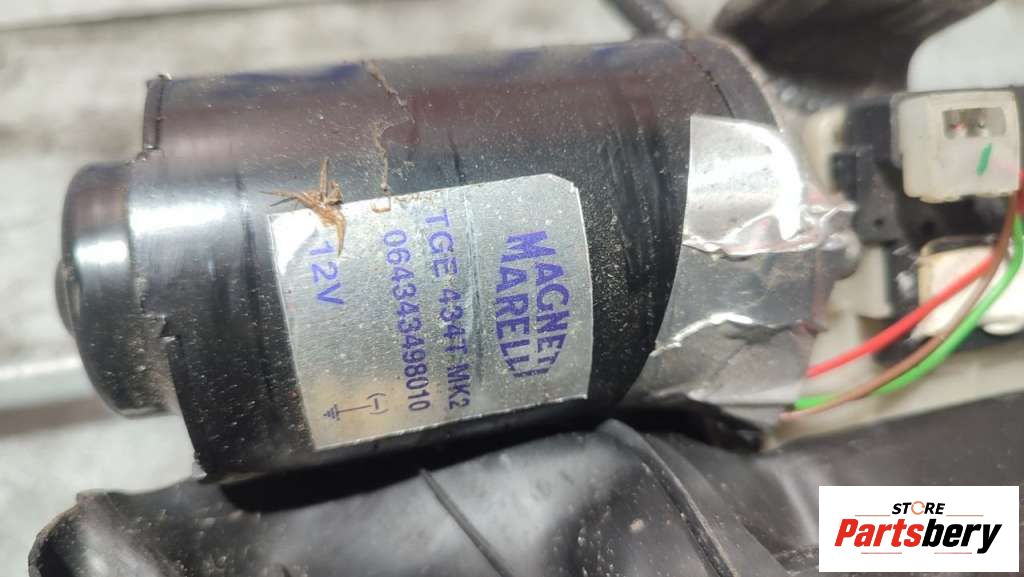 MAGNETI
MARELLI
TGE 434T-MK2
064343498010
12V
(-)
STORE
Partsbery